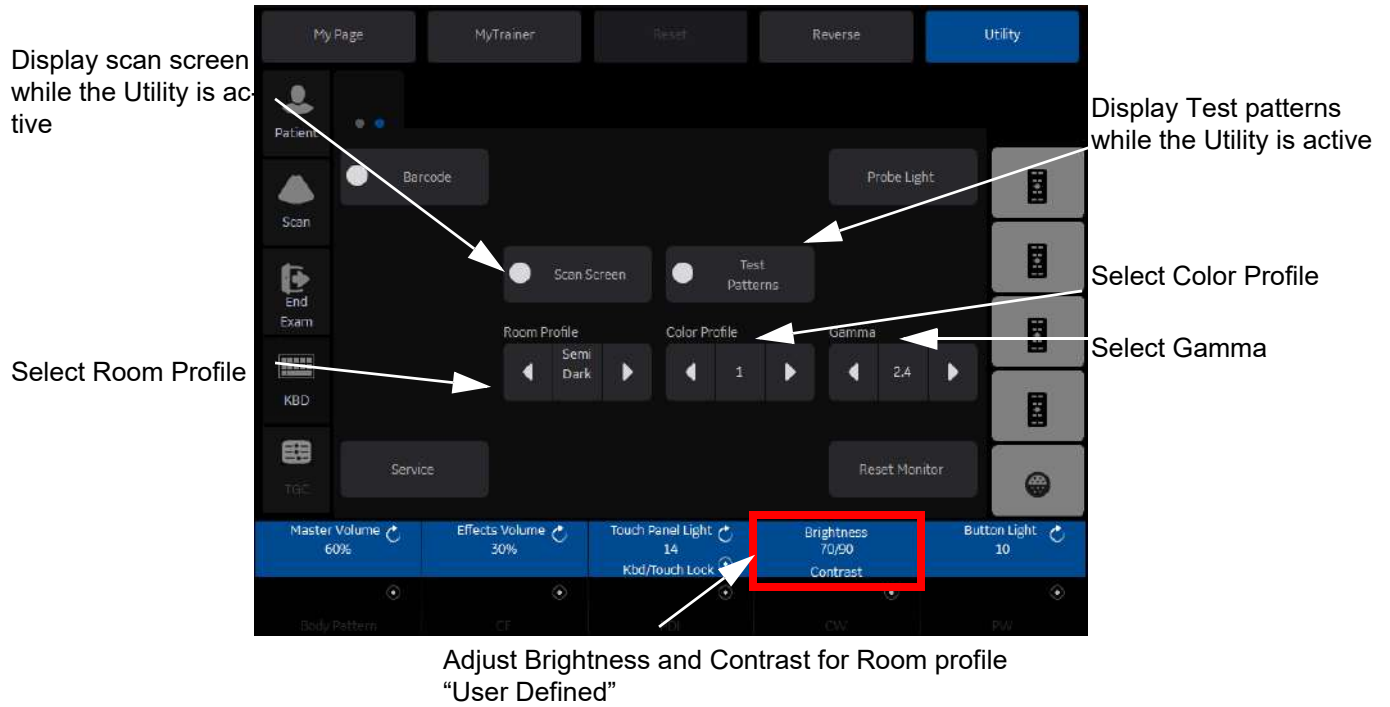 My Page
MyTrainer
Reset
Reverse
Utility
Display scan screen
while the Utility is ac-
tive
Display Test patterns
while the Utility is active
Patient
Barcode
Probe Light
Scan
Scan Screen
Test
Patterns
Select Color Profile
End
Exam
Room Profile
Color Profile
Gamma
Select Gamma
Select Room Profile
Semi
Dark
1
2.4
KBD
Service
Reset Monitor
TGC
Master Volume
60%
Effects Volume
30%
Touch Panel Light
14
Kbd/Touch Lock
Brightness
70/90
Contrast
Button Light
10
Body Pattern
CF
CW
PW
Adjust Brightness and Contrast for Room profile
“User Defined”